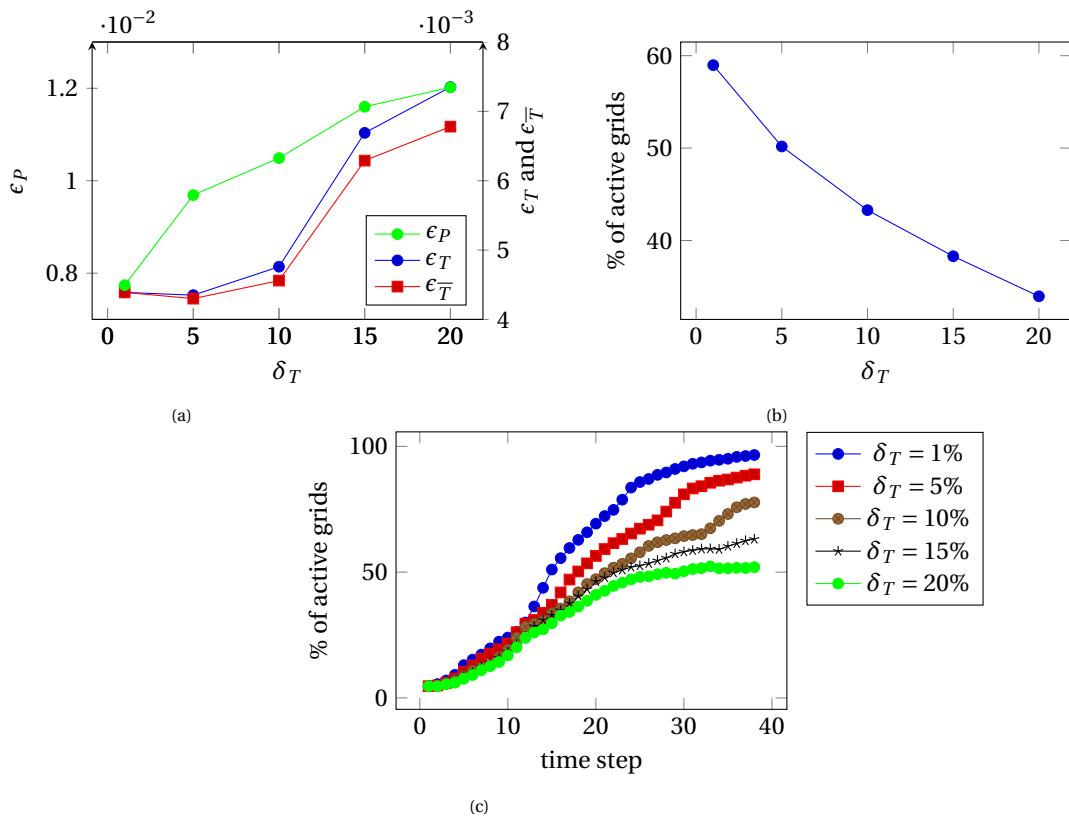 ·10⁻² ·10⁻³
1.2
1
0.8
ϵ_P
8
7
6
5
4
ϵ_T and ϵ_T̅
ϵ_P
ϵ_T
ϵ_T̅
0 5 10 15 20
δ_T
(a)
60
50
40
% of active grids
0 5 10 15 20
δ_T
(b)
100
50
0
% of active grids
0 10 20 30 40
time step
δ_T = 1%
δ_T = 5%
δ_T = 10%
δ_T = 15%
δ_T = 20%
(c)